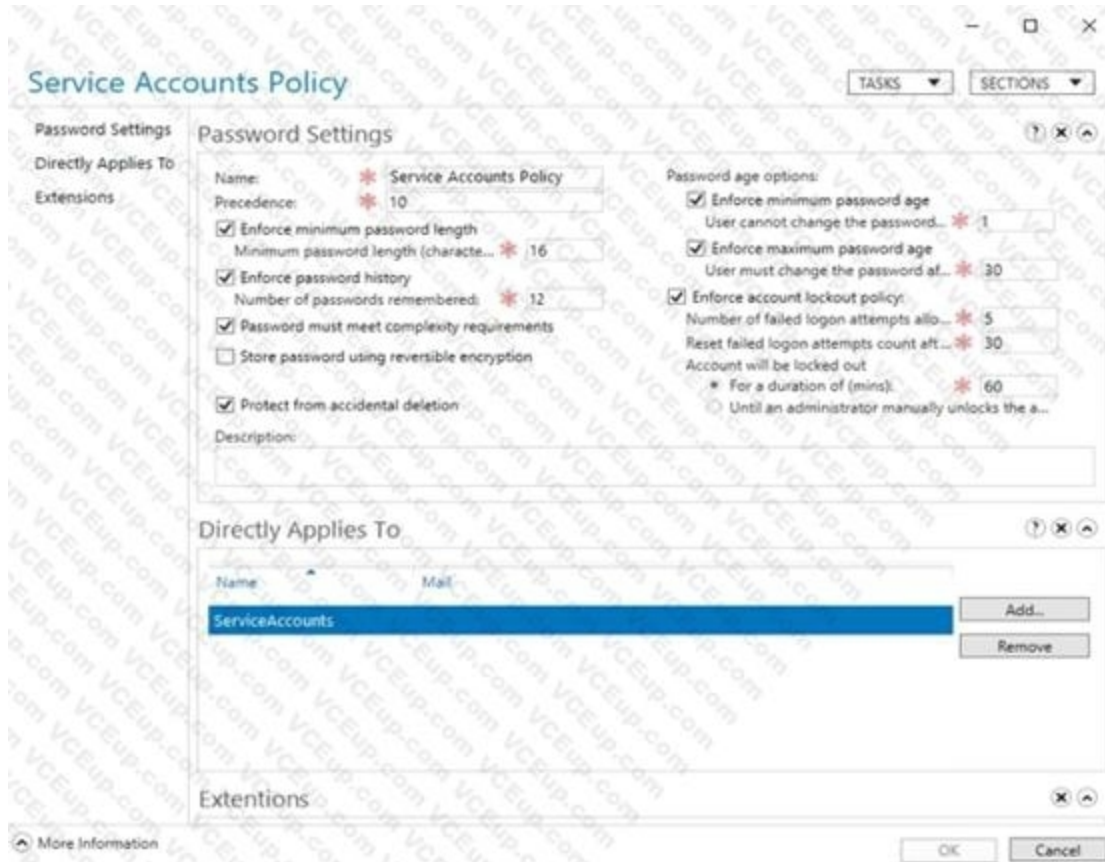 Service Accounts Policy
TASKS
SECTIONS
Password Settings
Directly Applies To
Extensions
Password Settings
Name: * Service Accounts Policy
Precedence: * 10
Enforce minimum password length
Minimum password length (characte... * 16
Enforce password history
Number of passwords remembered: * 12
Password must meet complexity requirements
Store password using reversible encryption
Protect from accidental deletion
Description:
Password age options:
Enforce minimum password age
User cannot change the password... * 1
Enforce maximum password age
User must change the password af... * 30
Enforce account lockout policy:
Number of failed logon attempts allo... * 5
Reset failed logon attempts count aft... * 30
Account will be locked out
For a duration of (mins): * 60
Until an administrator manually unlocks the a...
Directly Applies To
Name Mail
ServiceAccounts
Add...
Remove
Extentions
More Information
OK
Cancel
VCEup.com